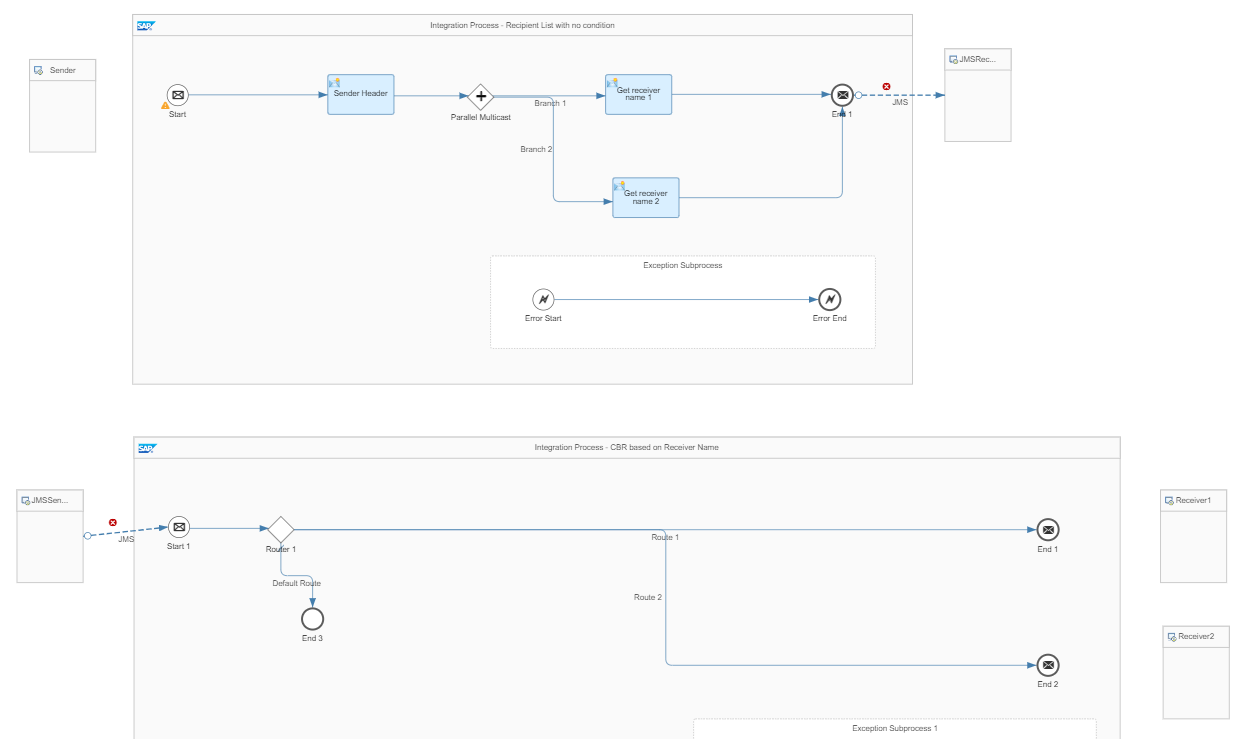 SAP
Integration Process - Recipient List with no condition
Sender
JMSRec...
Start
Sender Header
Parallel Multicast
Branch 1
Get receiver
name 1
End 1
JMS
Branch 2
Get receiver
name 2
Exception Subprocess
Error Start
Error End
SAP
Integration Process - CBR based on Receiver Name
JMSSen...
JMS
Start 1
Router 1
Default Route
End 3
Route 1
End 1
Receiver1
Route 2
End 2
Receiver2
Exception Subprocess 1